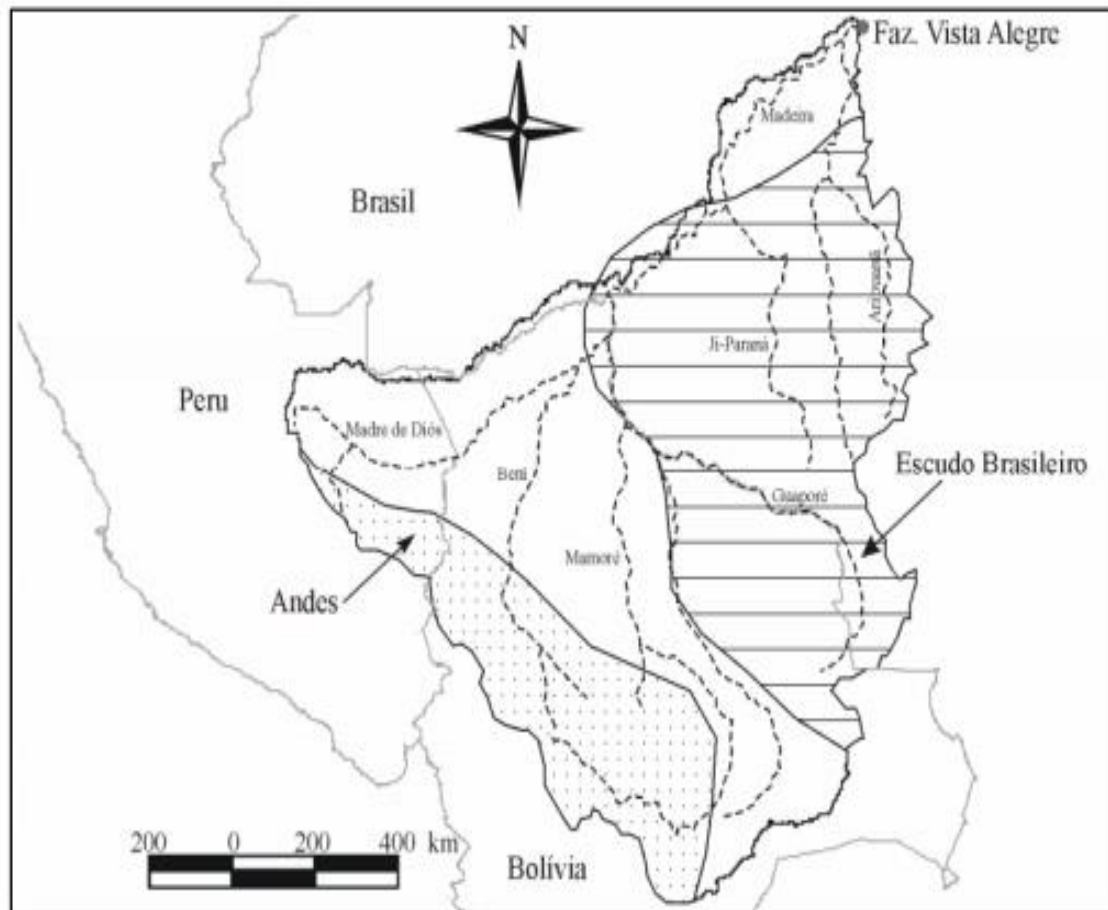 Faz. Vista Alegre
N
Madeira
Brasil
Aripuanã
Ji-Paraná
Peru
Madre de Diós
Escudo Brasileiro
Beni
Guaporé
Mamoré
Andes
200 0 200 400 km
Bolívia